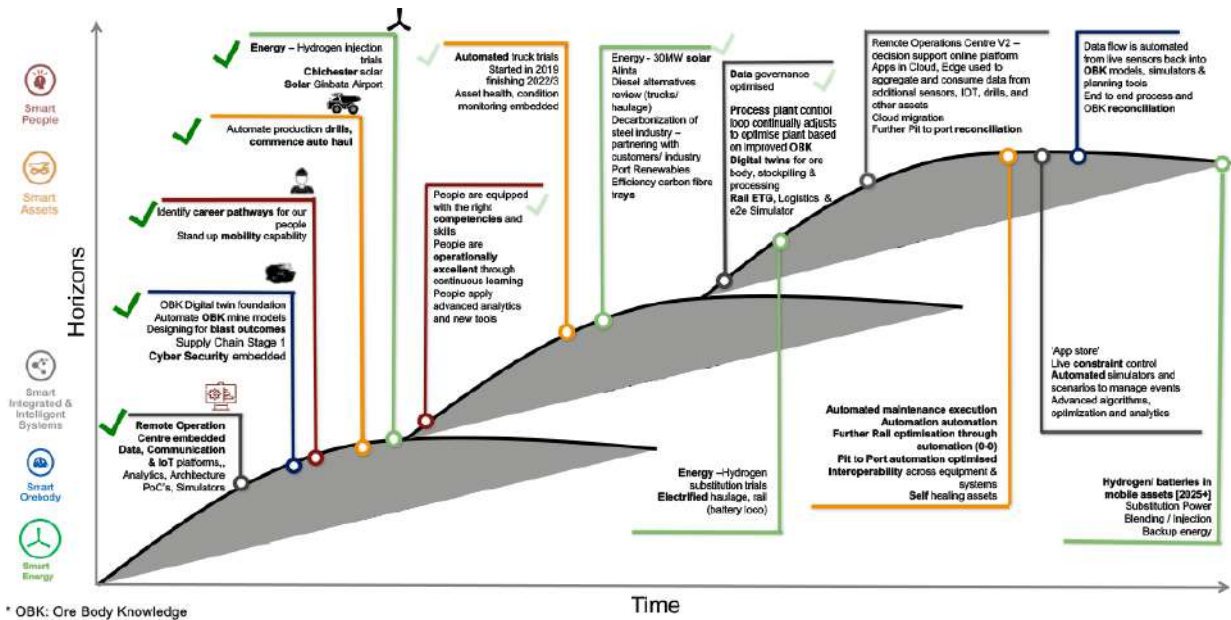 Smart
People
Smart
Assets
Smart
Integrated &
Intelligent
Systems
Smart
Orebody
Smart
Energy
Horizons
Energy – Hydrogen injection
trials
Chichester solar
Solar Ginbata Airport
Automate production drills,
commence auto haul
Identify career pathways for our
people
Stand up mobility capability
OBK Digital twin foundation
Automate OBK mine models
Designing for blast outcomes
Supply Chain Stage 1
Cyber Security embedded
Remote Operation
Centre embedded
Data, Communication
& IoT platforms,,
Analytics, Architecture
PoC's, Simulators
People are equipped
with the right
competencies and
skills
People are
operationally
excellent through
continuous learning
People apply
advanced analytics
and new tools
Automated truck trials
Started in 2019
finishing 2022/3
Asset health, condition
monitoring embedded
Energy - 30MW solar
Alinta
Diesel alternatives
review (trucks/
haulage)
Decarbonization of
steel industry –
partnering with
customers/ industry
Port Renewables
Efficiency carbon fibre
trays
Data governance
optimised
Process plant control
loop continually adjusts
to optimise plant based
on improved OBK
Digital twins for ore
body, stockpiling &
processing
Rail ETG, Logistics &
e2e Simulator
Energy –Hydrogen
substitution trials
Electrified haulage, rail
(battery loco)
Remote Operations Centre V2 –
decision support online platform
Apps in Cloud, Edge used to
aggregate and consume data from
additional sensors, IOT, drills, and
other assets
Cloud migration
Further Pit to port reconciliation
Automated maintenance execution
Automation automation
Further Rail optimisation through
automation (0-0)
Pit to Port automation optimised
Interoperability across equipment &
systems
Self healing assets
'App store'
Live constraint control
Automated simulators and
scenarios to manage events
Advanced algorithms,
optimization and analytics
Data flow is automated
from live sensors back into
OBK models, simulators &
planning tools
End to end process and
OBK reconciliation
Hydrogen/ batteries in
mobile assets [2025+]
Substitution Power
Blending / Injection
Backup energy
Time
* OBK: Ore Body Knowledge